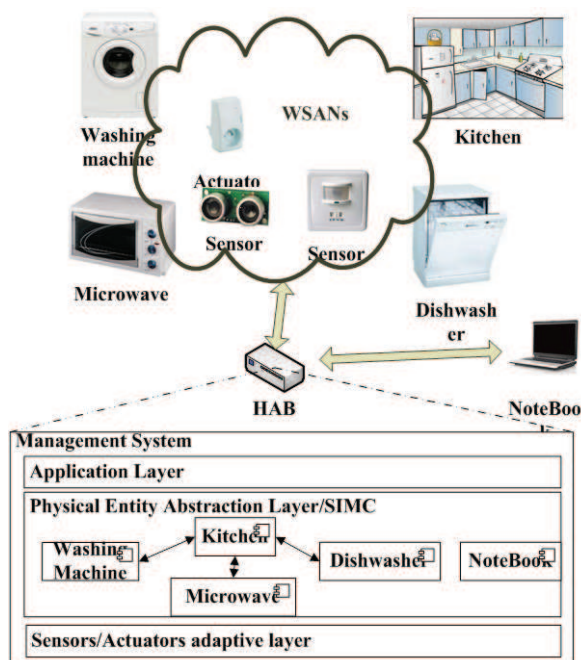 WSANs
Washing
machine
Kitchen
Actuato
Sensor
Sensor
Microwave
Dishwash
er
HAB
NoteBook
Management System
Application Layer
Physical Entity Abstraction Layer/SIMC
Kitchen
Washing
Machine
Dishwasher
NoteBook
Microwave
Sensors/Actuators adaptive layer